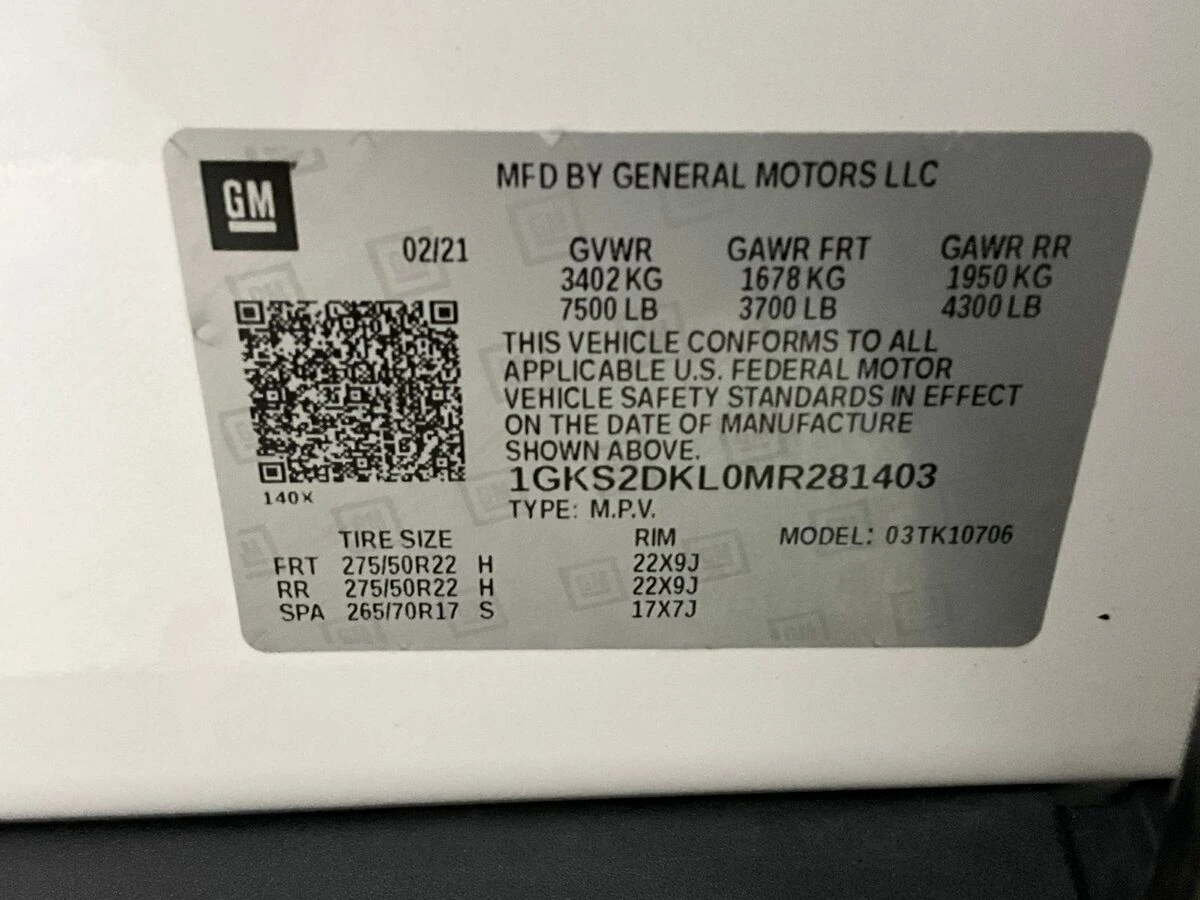 GM
MFD BY GENERAL MOTORS LLC
02/21 GVWR GAWR FRT GAWR RR
3402 KG 1678 KG 1950 KG
7500 LB 3700 LB 4300 LB
THIS VEHICLE CONFORMS TO ALL
APPLICABLE U.S. FEDERAL MOTOR
VEHICLE SAFETY STANDARDS IN EFFECT
ON THE DATE OF MANUFACTURE
SHOWN ABOVE.
1GKS2DKL0MR281403
140X
TYPE: M.P.V.
TIRE SIZE RIM MODEL: 03TK10706
FRT 275/50R22 H 22X9J
RR 275/50R22 H 22X9J
SPA 265/70R17 S 17X7J